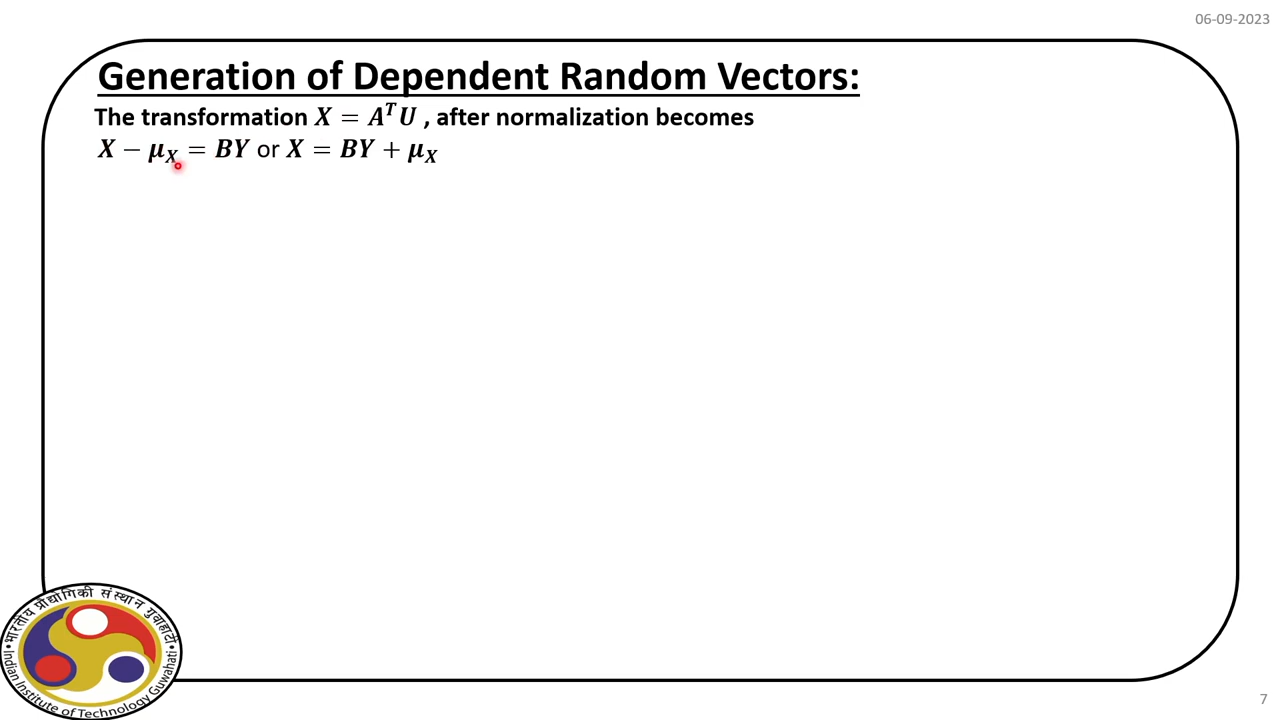 06-09-2023
Generation of Dependent Random Vectors:
The transformation X = AᵀU , after normalization becomes
X − μ_X = BY or X = BY + μ_X
भारतीय प्रौद्योगिकी संस्थान गुवाहाटी
Indian Institute of Technology Guwahati
7